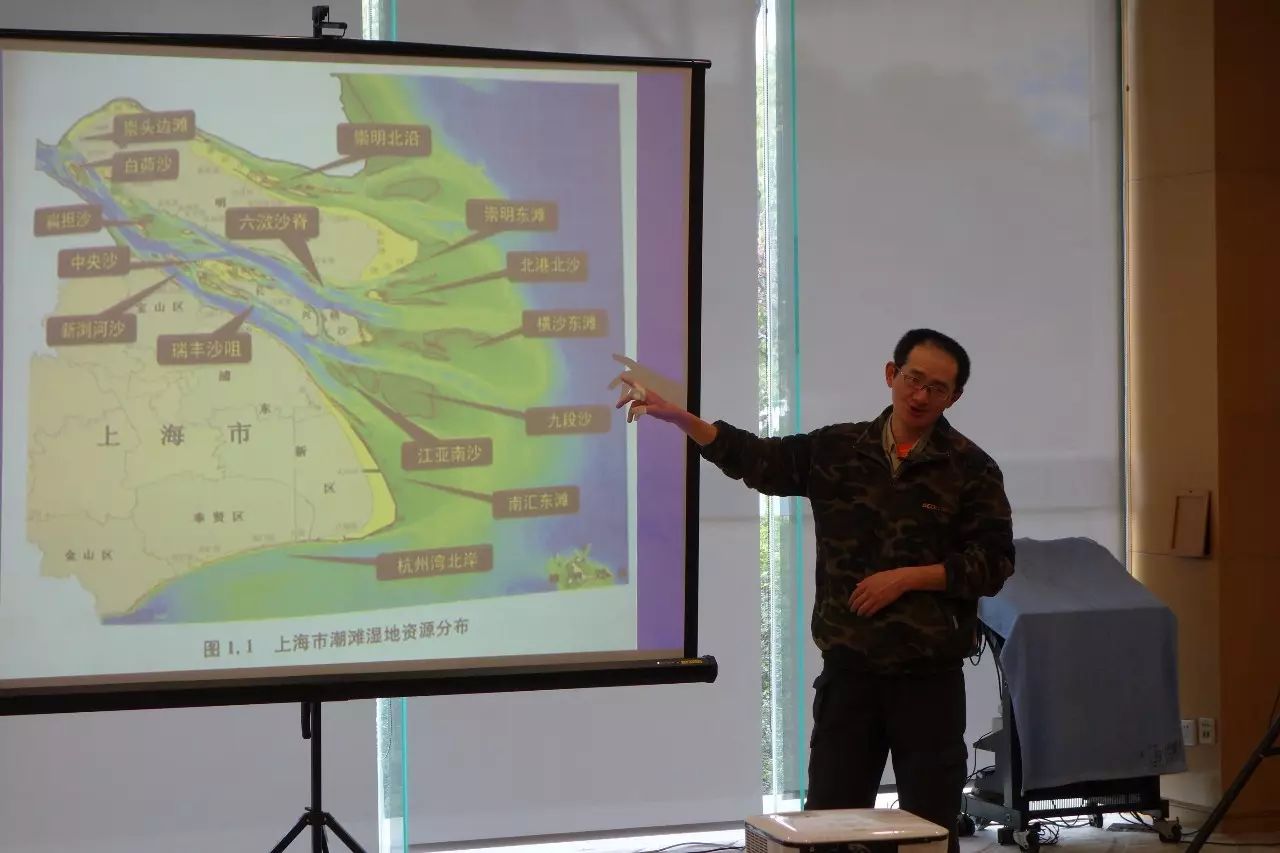 崇头边滩
崇明北沿
白茆沙
崇明东滩
扁担沙
明
六滧沙脊
中央沙
北港北沙
宝山区
长
横
沙
横沙东滩
新浏河沙
瑞丰沙咀
浦
东
新
区
九段沙
上海市
江亚南沙
南汇东滩
奉贤区
金山区
杭州湾北岸
图 1.1 上海市潮滩湿地资源分布